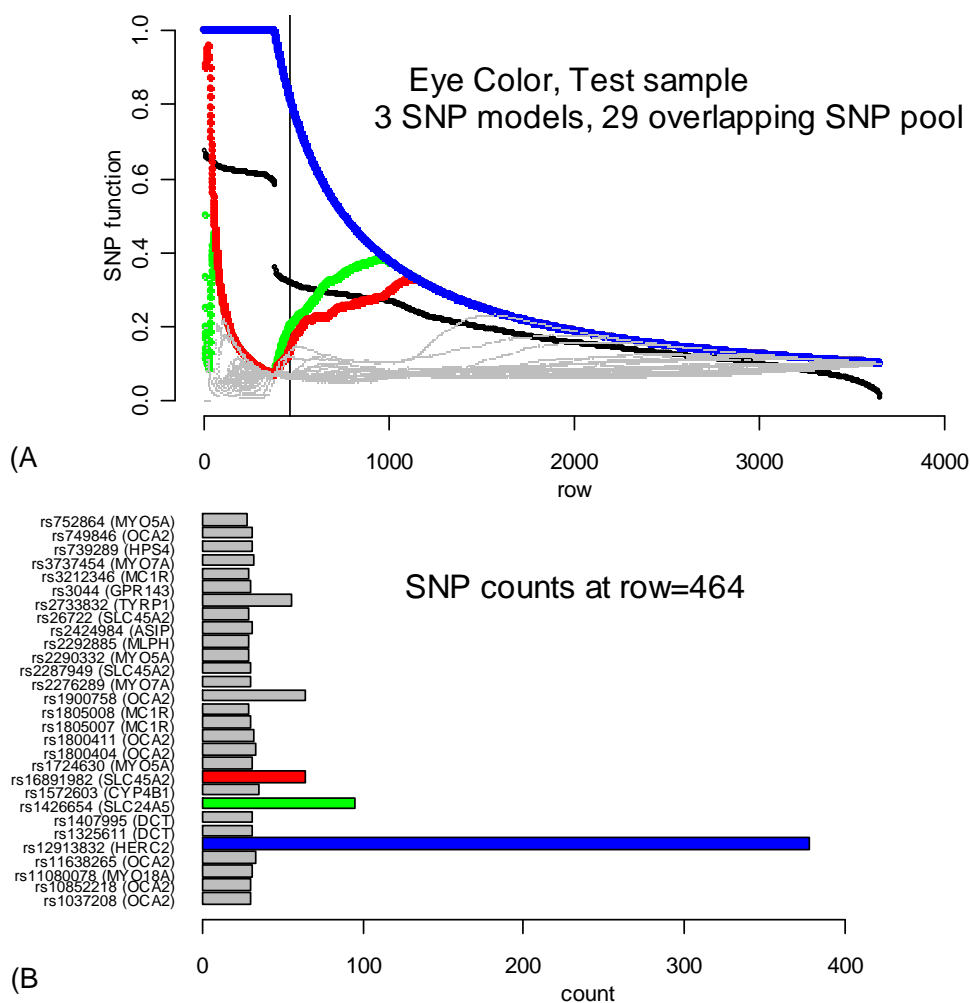 Eye Color, Test sample
3 SNP models, 29 overlapping SNP pool
SNP function
1.0
0.8
0.6
0.4
0.2
0.0
0 1000 2000 3000 4000
row
(A
SNP counts at row=464
rs752864 (MYO5A)
rs749846 (OCA2)
rs739289 (HPS4)
rs3737454 (MYO7A)
rs3212346 (MC1R)
rs3044 (GPR143)
rs2733832 (TYRP1)
rs26722 (SLC45A2)
rs2424984 (ASIP)
rs2292885 (MLPH)
rs2290332 (MYO5A)
rs2287949 (SLC45A2)
rs2276289 (MYO7A)
rs1900758 (OCA2)
rs1805008 (MC1R)
rs1805007 (MC1R)
rs1800411 (OCA2)
rs1800404 (OCA2)
rs1724630 (MYO5A)
rs16891982 (SLC45A2)
rs1572603 (CYP4B1)
rs1426654 (SLC24A5)
rs1407995 (DCT)
rs1325611 (DCT)
rs12913832 (HERC2)
rs11638265 (OCA2)
rs11080078 (MYO18A)
rs10852218 (OCA2)
rs1037208 (OCA2)
0 100 200 300 400
count
(B